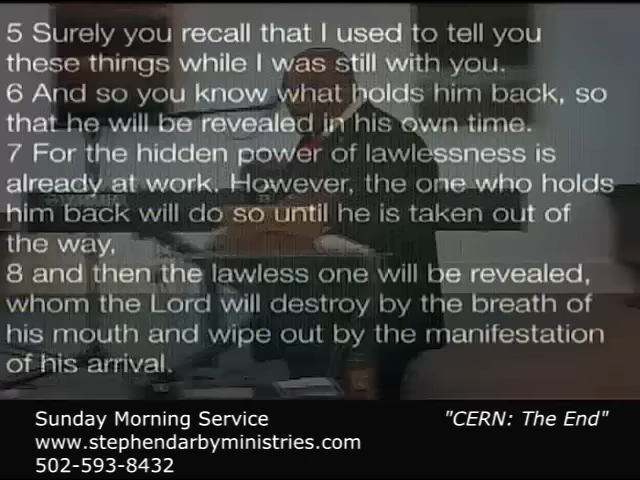 5 Surely you recall that I used to tell you
these things while I was still with you.
6 And so you know what holds him back, so
that he will be revealed in his own time.
7 For the hidden power of lawlessness is
already at work. However, the one who holds
him back will do so until he is taken out of
the way,
8 and then the lawless one will be revealed,
whom the Lord will destroy by the breath of
his mouth and wipe out by the manifestation
of his arrival.
Sunday Morning Service
"CERN: The End"
www.stephendarbyministries.com
502-593-8432